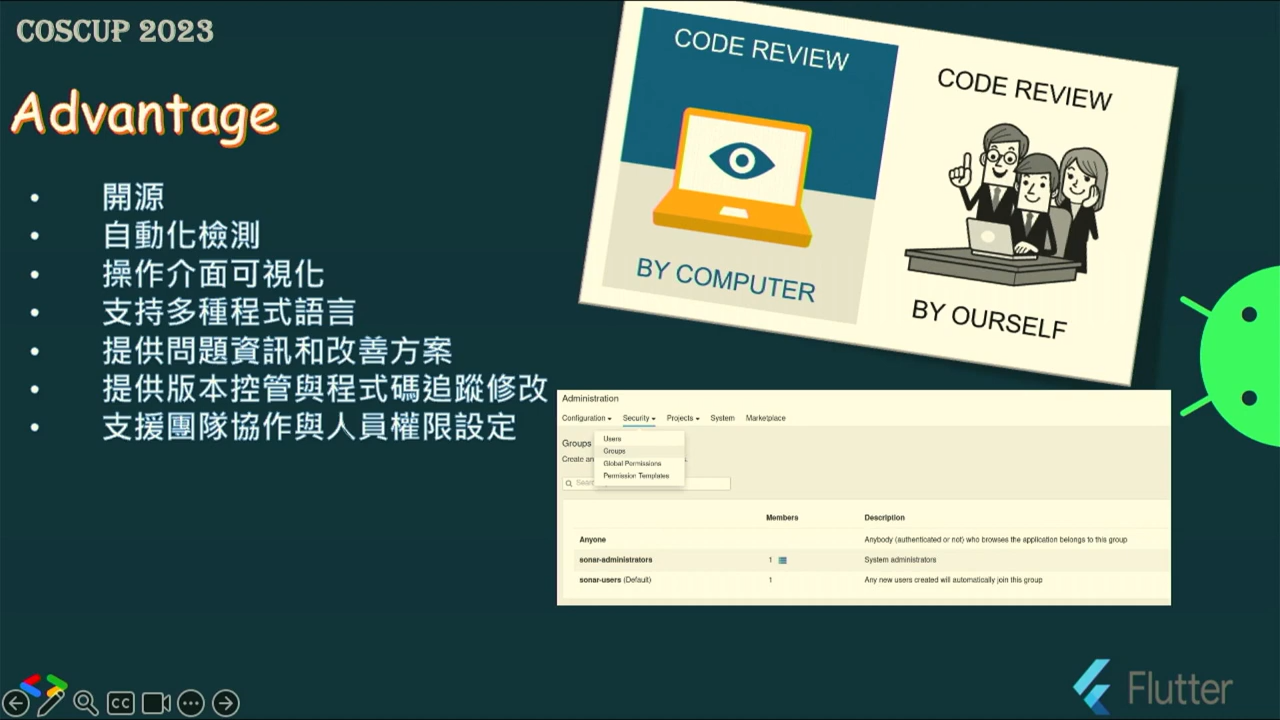 COSCUP 2023
Advantage
• 開源
• 自動化檢測
• 操作介面可視化
• 支持多種程式語言
• 提供問題資訊和改善方案
• 提供版本控管與程式碼追蹤修改
• 支援團隊協作與人員權限設定
CODE REVIEW
BY COMPUTER
CODE REVIEW
BY OURSELF
Administration
Configuration Security Projects System Marketplace
Groups
Create an
Users
Groups
Global Permissions
Permission Templates
Members Description
Anyone Anybody (authenticated or not) who browses the application belongs to this group
sonar-administrators 1 System administrators
sonar-users (Default) 1 Any new users created will automatically join this group
CC
Flutter